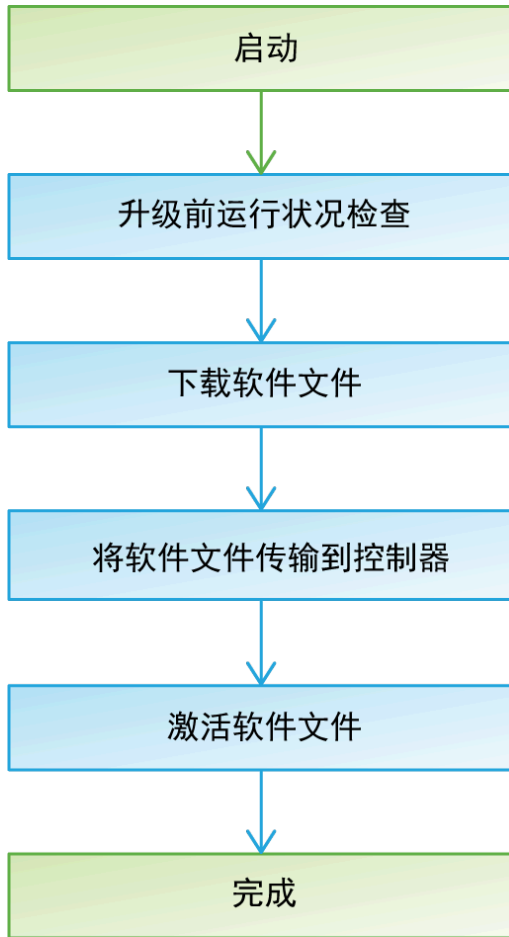 启动
升级前运行状况检查
下载软件文件
将软件文件传输到控制器
激活软件文件
完成